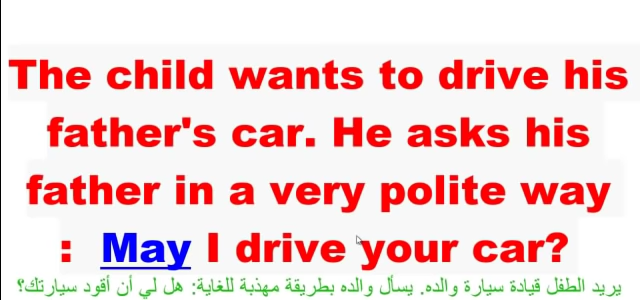 The child wants to drive his
father's car. He asks his
father in a very polite way
: May I drive your car?
يريد الطفل قيادة سيارة والده. يسأل والده بطريقة مهذبة للغاية: هل لي أن أقود سيارتك؟